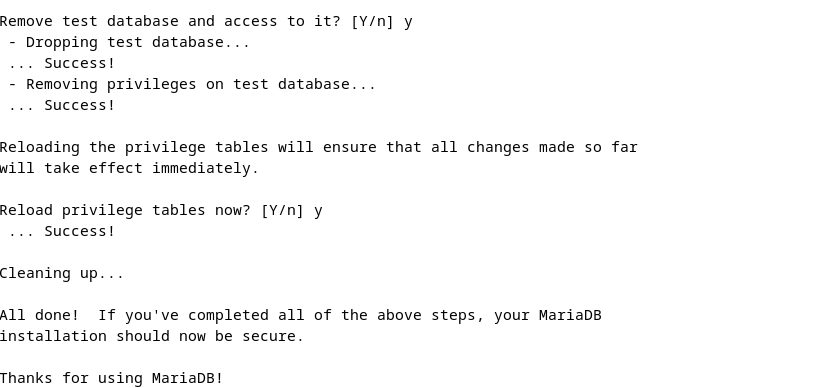 Remove test database and access to it? [Y/n] y
 - Dropping test database...
 ... Success!
 - Removing privileges on test database...
 ... Success!

Reloading the privilege tables will ensure that all changes made so far
will take effect immediately.

Reload privilege tables now? [Y/n] y
 ... Success!

Cleaning up...

All done!  If you've completed all of the above steps, your MariaDB
installation should now be secure.

Thanks for using MariaDB!